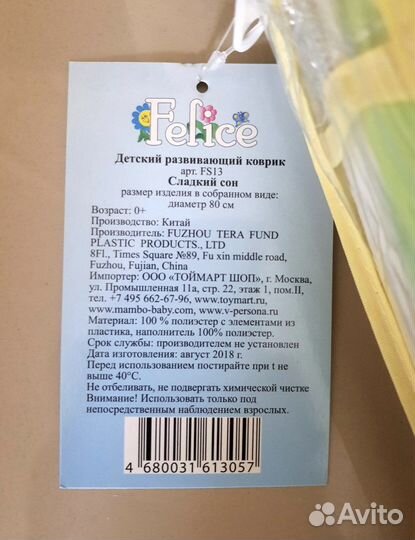 Felice
Детский развивающий коврик
арт. FS13
Сладкий сон
размер изделия в собранном виде:
диаметр 80 см
Возраст: 0+
Производство: Китай
Производитель: FUZHOU TERA FUND
PLASTIC PRODUCTS., LTD
8Fl., Times Square №89, Fu xin middle road,
Fuzhou, Fujian, China
Импортер: ООО «ТОЙМАРТ ШОП», г. Москва,
ул. Промышленная 11а, стр. 22, этаж 1, пом.II,
тел. +7 495 662-67-96, www.toymart.ru,
www.mambo-baby.com, www.v-persona.ru
Материал: 100 % полиэстер с элементами из
пластика, наполнитель 100% полиэстер.
Срок службы: производителем не установлен
Дата изготовления: август 2018 г.
Перед использованием постирайте при t не
выше 40°С.
Не отбеливать, не подвергать химической чистке
Внимание! Использовать только под
непосредственным наблюдением взрослых.
4 680031 613057
Avito